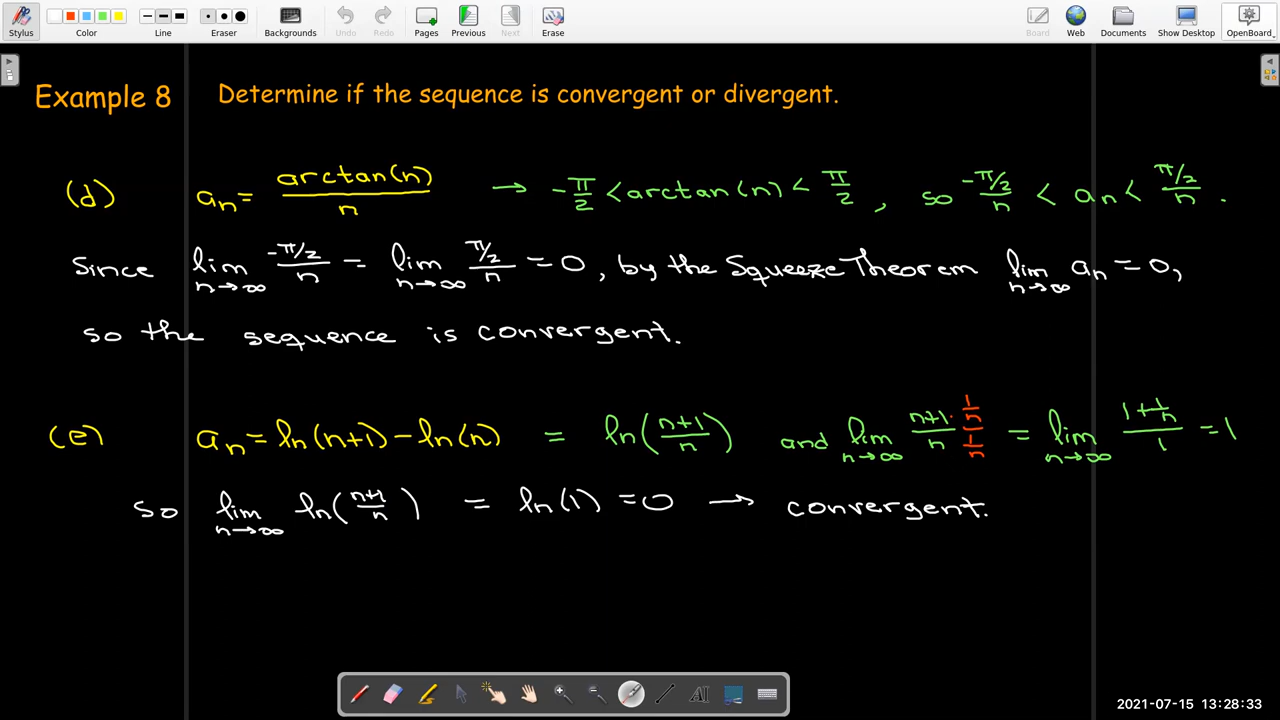 Stylus Color Line Eraser Backgrounds Undo Redo Pages Previous Next Erase Board Web Documents Show Desktop OpenBoard
Example 8 Determine if the sequence is convergent or divergent.
(d) aₙ = arctan(n)/n → -π/2 < arctan(n) < π/2 , so (-π/2)/n < aₙ < (π/2)/n .
Since lim n→∞ (-π/2)/n = lim n→∞ (π/2)/n = 0 , by the Squeeze Theorem lim n→∞ aₙ = 0,
so the sequence is convergent.
(e) aₙ = ln(n+1) - ln(n) = ln((n+1)/n) and lim n→∞ (n+1)/n · (1/n)/(1/n) = lim n→∞ (1 + 1/n)/1 = 1
so lim n→∞ ln((n+1)/n) = ln(1) = 0 → convergent.
AI
2021-07-15 13:28:33